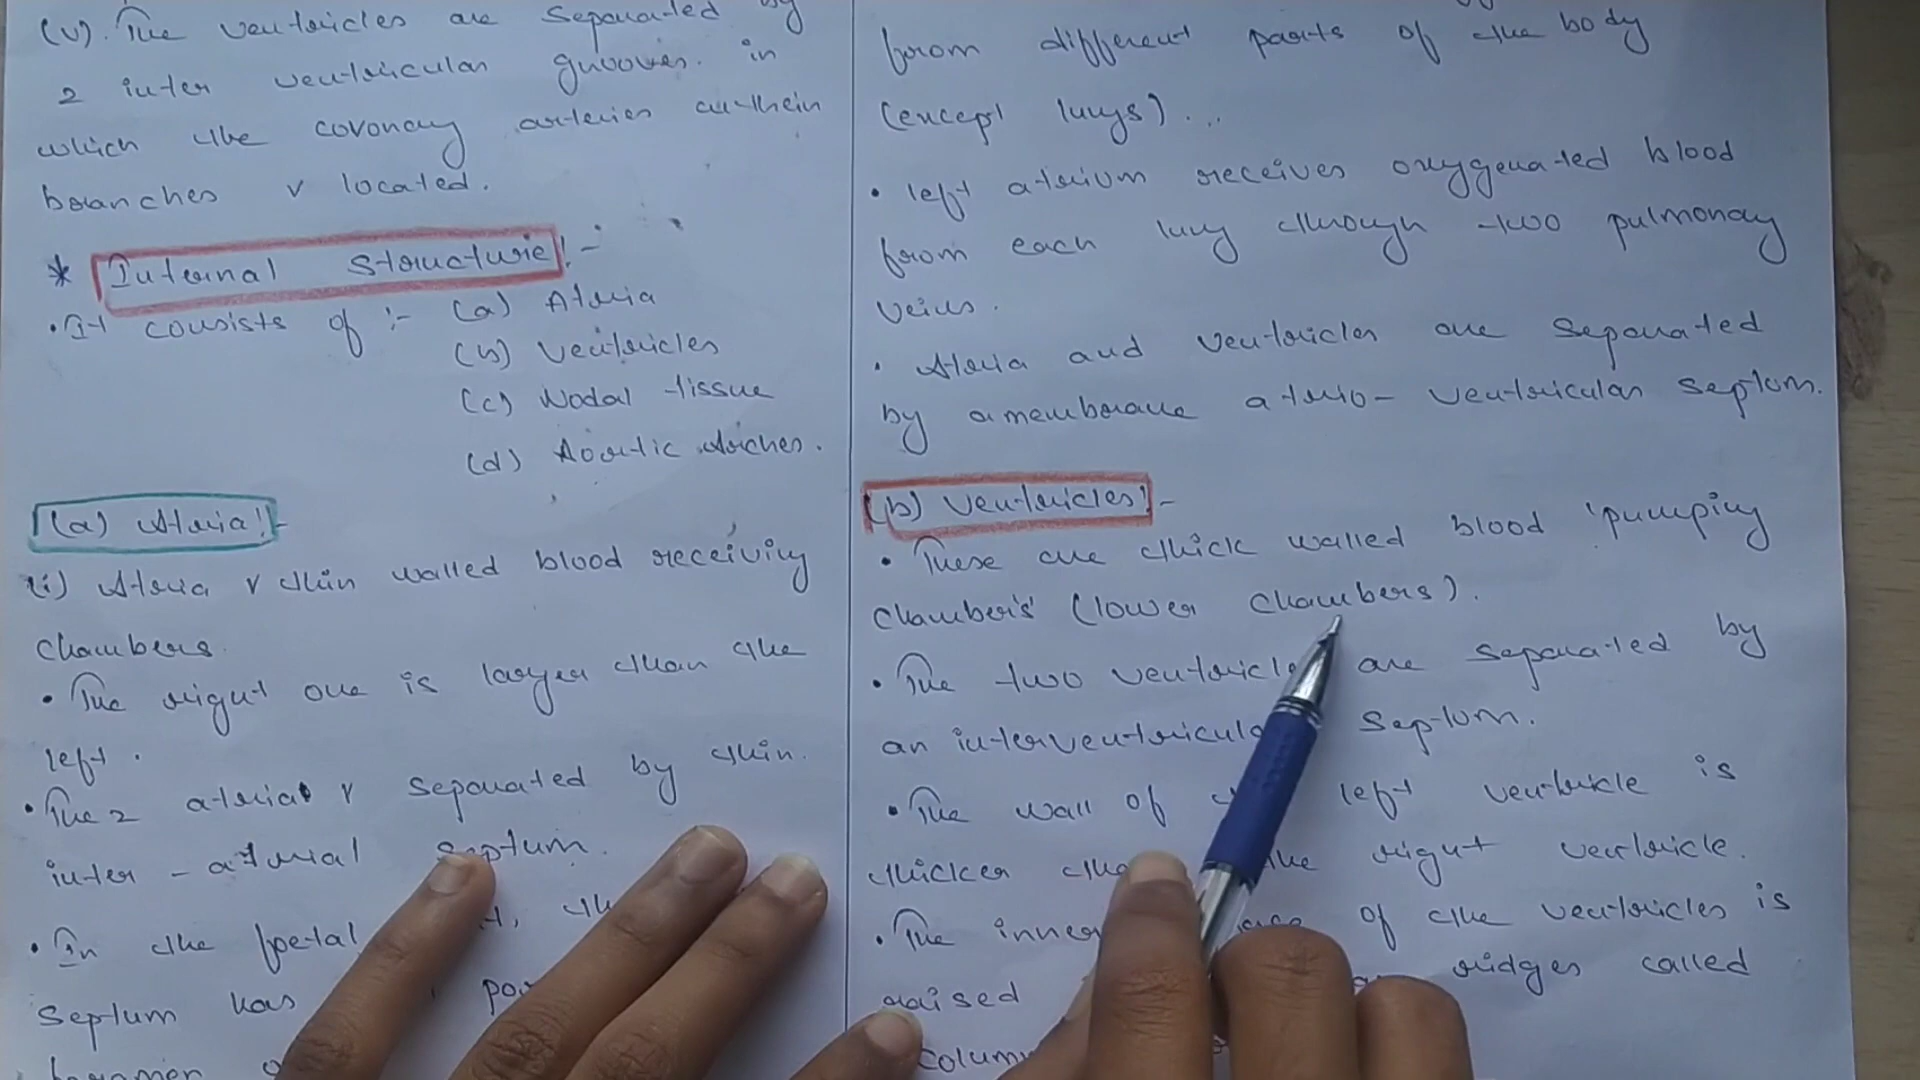 (v). The ventricles are separated by
2 inter ventricular grooves. in
which the coronary arteries authein
branches r located.
* Internal structure :-
• It consists of :- (a) Atria
(b) Ventricles
(c) Nodal tissue
(d) Aortic Arches.
(a) Atria :-
(i) Atria r thin walled blood receiving
chambers
• The right one is larger than the
left .
• The 2 atria r separated by thin.
inter - atrial septum.
• In the foetal
septum has
from different parts of the body
(except lungs)...
• left atrium receives oxygenated blood
from each lung through two pulmonary
veins .
• Atria and ventricles are separated
by a membrane atrio- ventricular septum.
(b) Ventricles :-
• These are thick walled blood 'pumping
chamber's' (lower chambers).
• The two ventricle are separated by
an interventricula septum.
• The wall of left ventricle is
thicker right ventricle.
• The inner of the ventricles is
raised ridges called